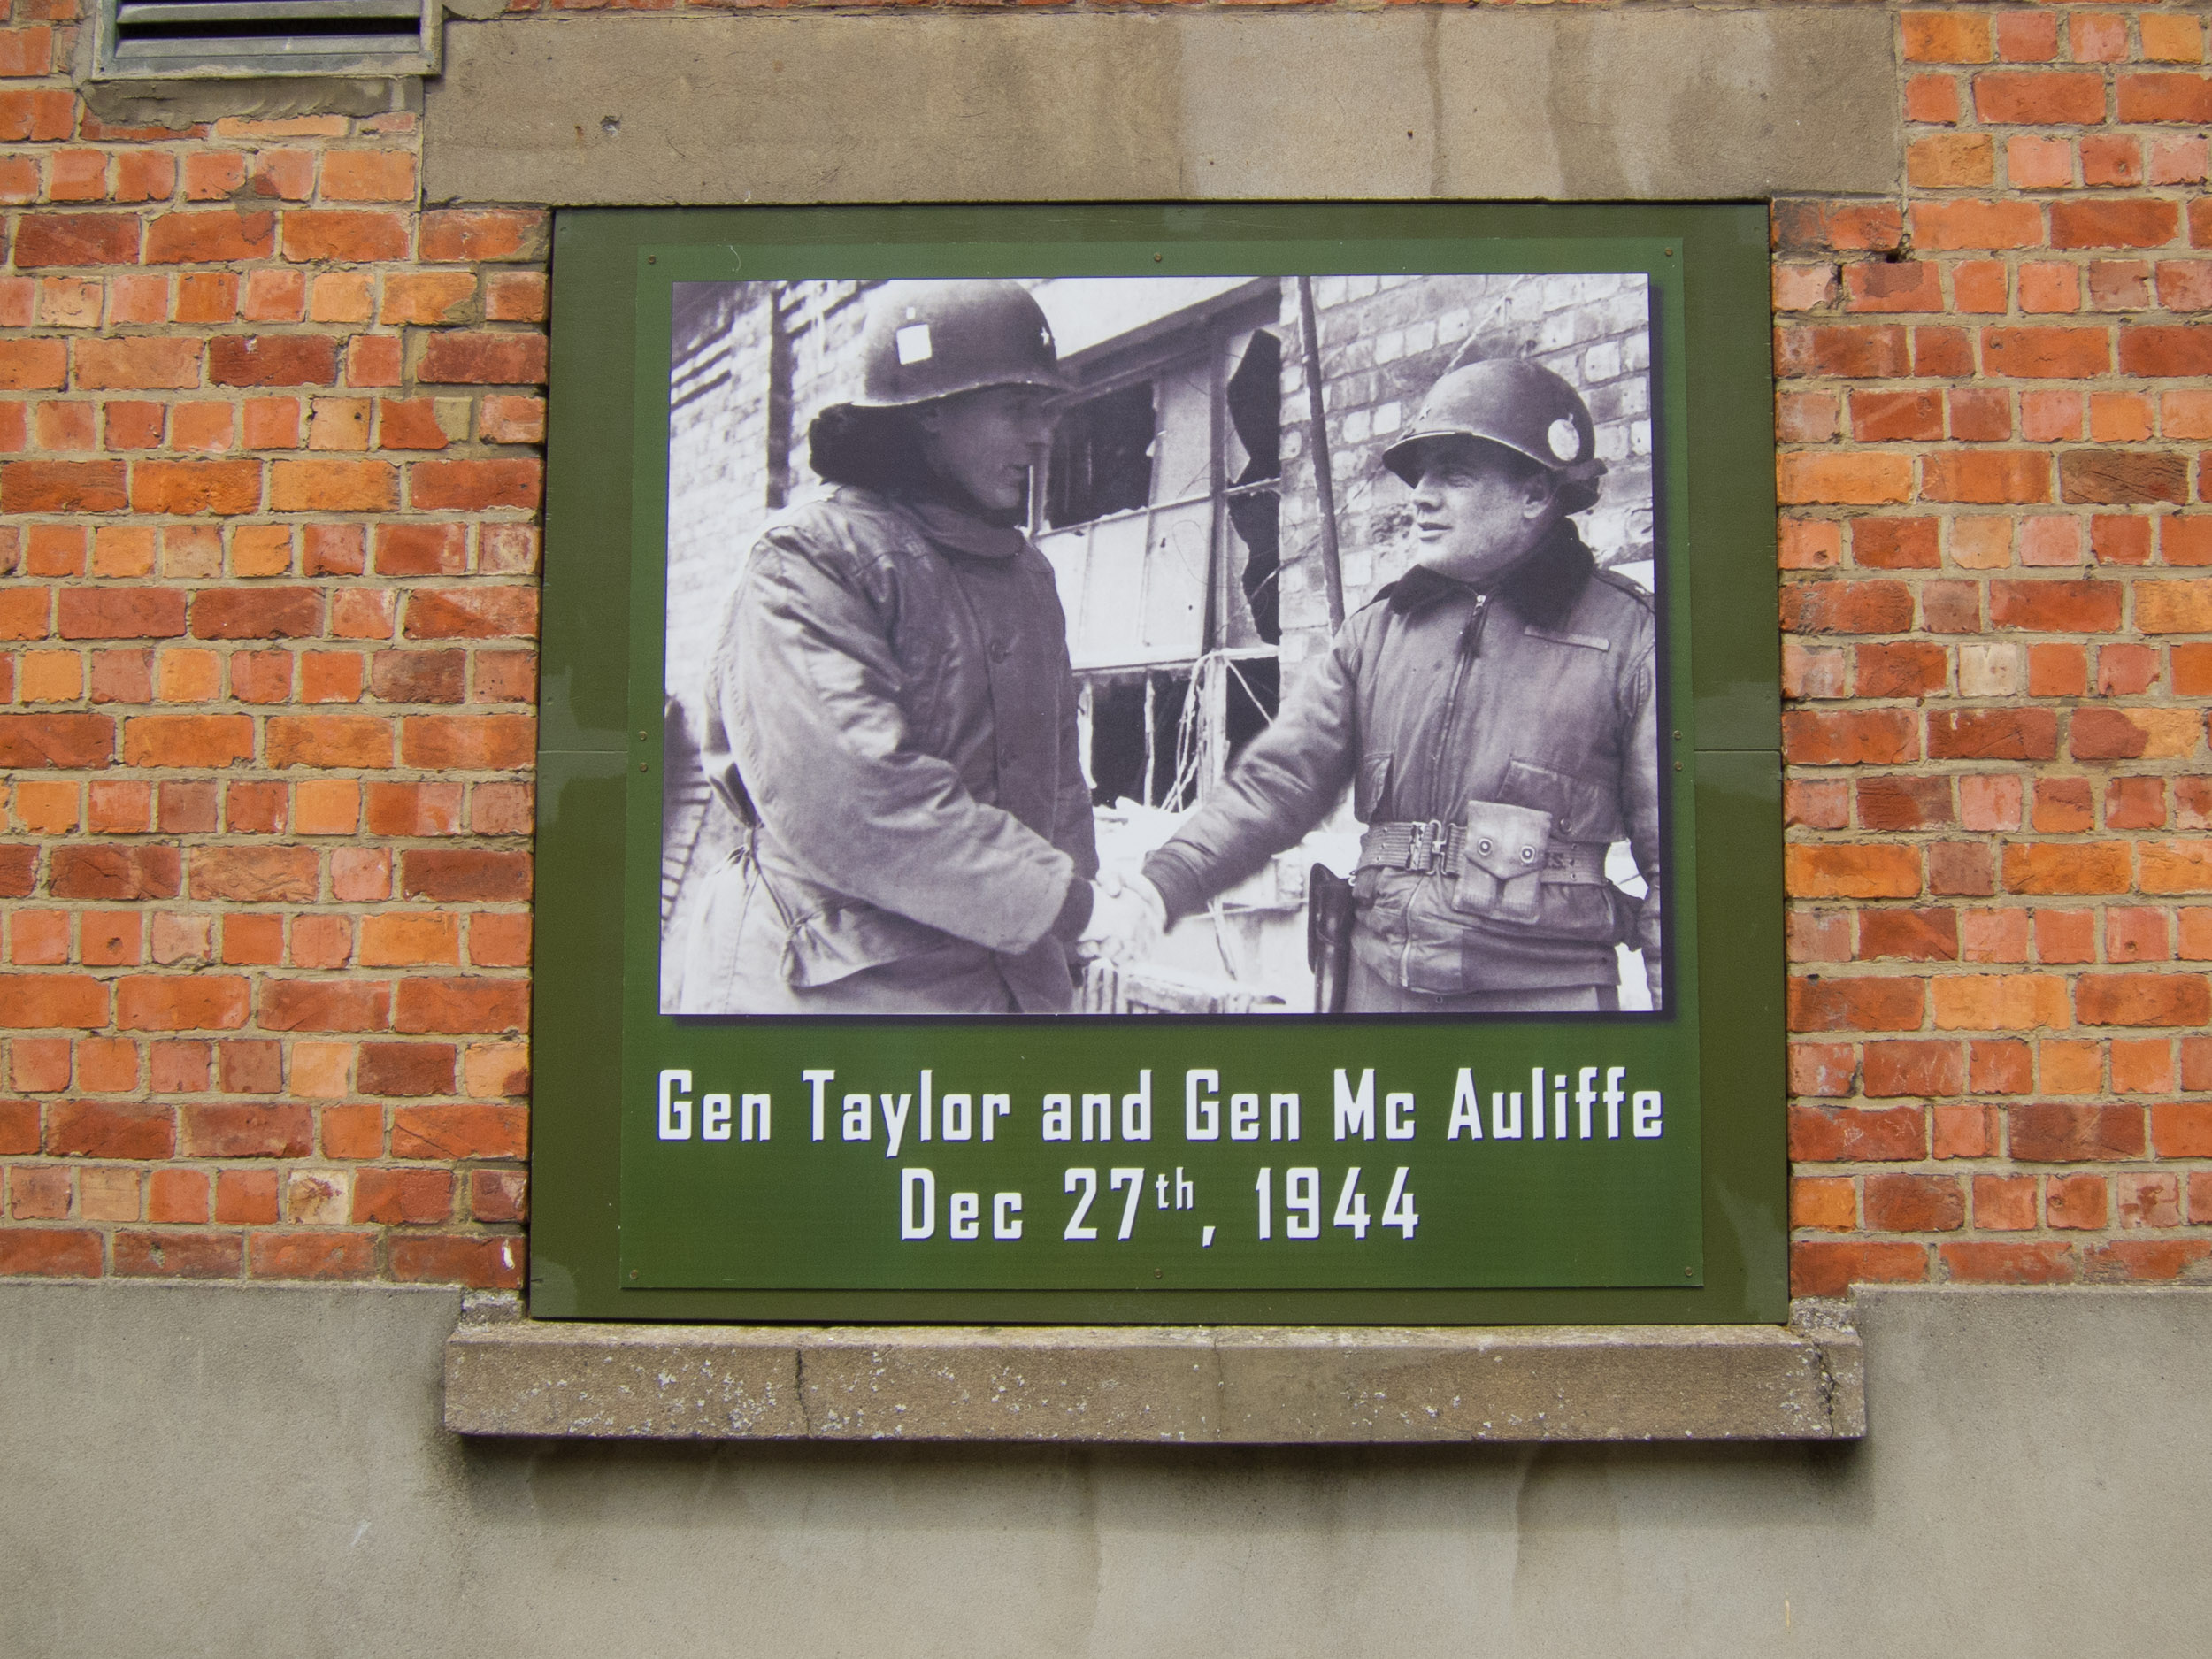 Gen Taylor and Gen Mc Auliffe
Dec 27th, 1944